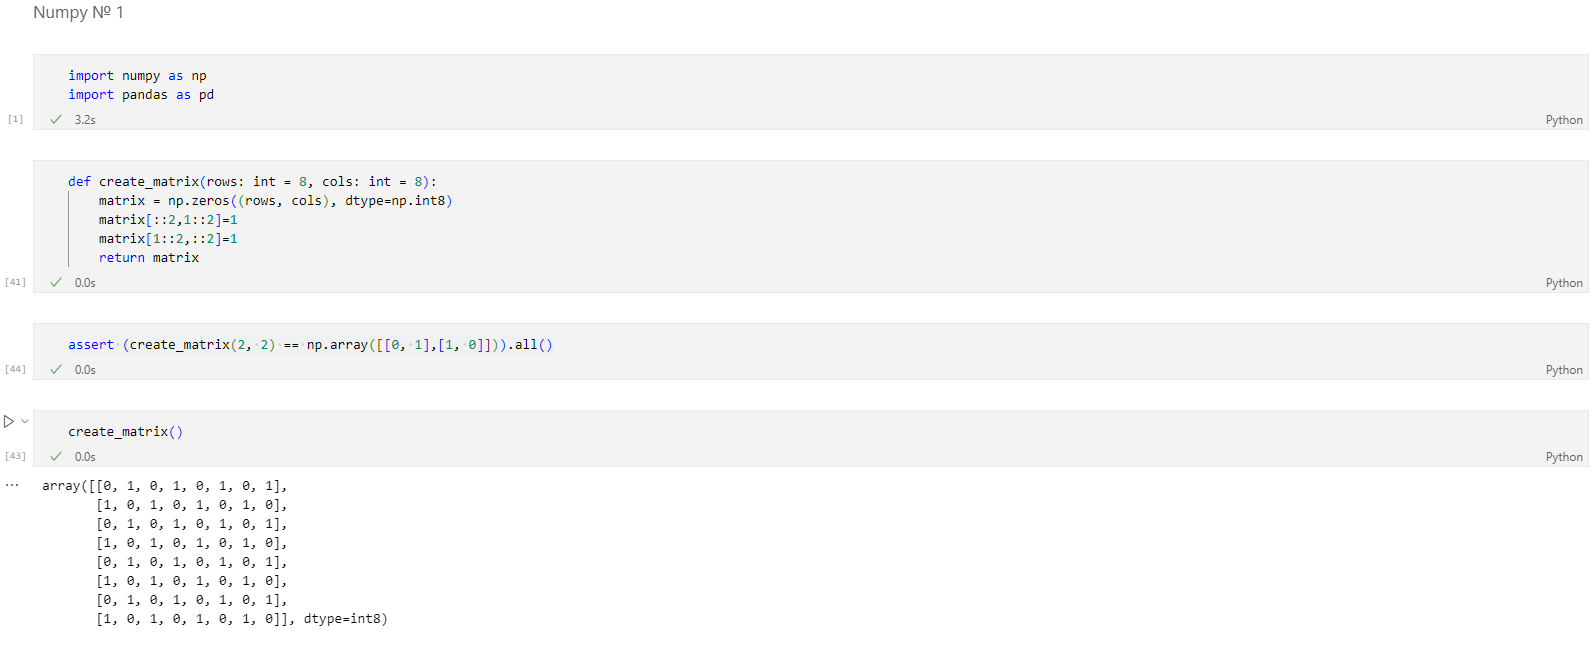 Numpy № 1
import numpy as np
import pandas as pd
[1]
3.2s
Python
def create_matrix(rows: int = 8, cols: int = 8):
    matrix = np.zeros((rows, cols), dtype=np.int8)
    matrix[::2,1::2]=1
    matrix[1::2,::2]=1
    return matrix
[41]
0.0s
Python
assert (create_matrix(2, 2) == np.array([[0, 1],[1, 0]])).all()
[44]
0.0s
Python
create_matrix()
[43]
0.0s
Python
... array([[0, 1, 0, 1, 0, 1, 0, 1],
       [1, 0, 1, 0, 1, 0, 1, 0],
       [0, 1, 0, 1, 0, 1, 0, 1],
       [1, 0, 1, 0, 1, 0, 1, 0],
       [0, 1, 0, 1, 0, 1, 0, 1],
       [1, 0, 1, 0, 1, 0, 1, 0],
       [0, 1, 0, 1, 0, 1, 0, 1],
       [1, 0, 1, 0, 1, 0, 1, 0]], dtype=int8)